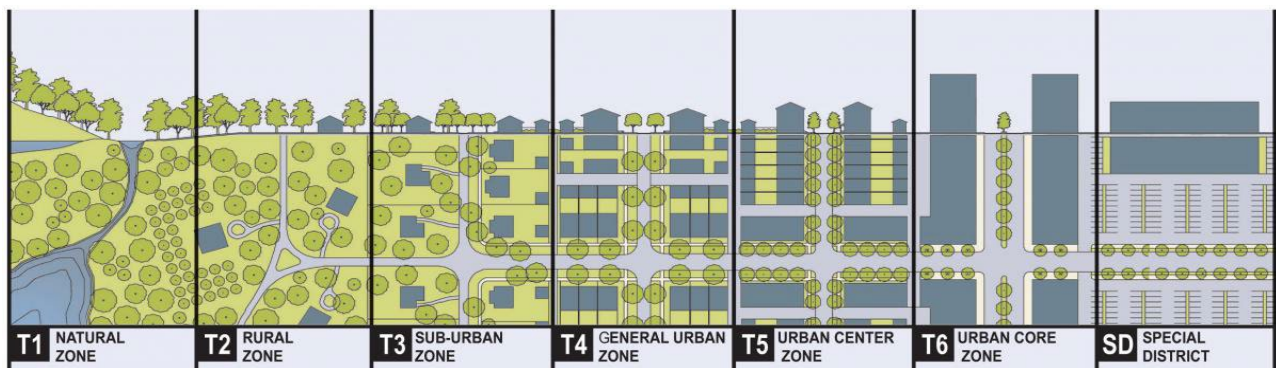 T1 NATURAL
ZONE
T2 RURAL
ZONE
T3 SUB-URBAN
ZONE
T4 GENERAL URBAN
ZONE
T5 URBAN CENTER
ZONE
T6 URBAN CORE
ZONE
SD SPECIAL
DISTRICT